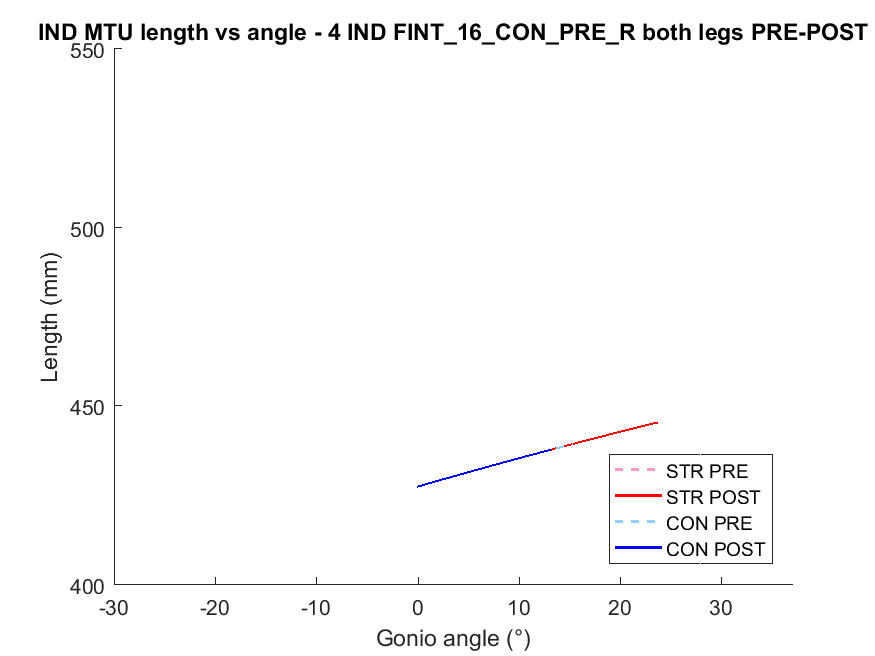 IND MTU length vs angle - 4 IND FINT_16_CON_PRE_R both legs PRE-POST
550
500
450
400
Length (mm)
-30
-20
-10
0
10
20
30
Gonio angle (°)
STR PRE
STR POST
CON PRE
CON POST